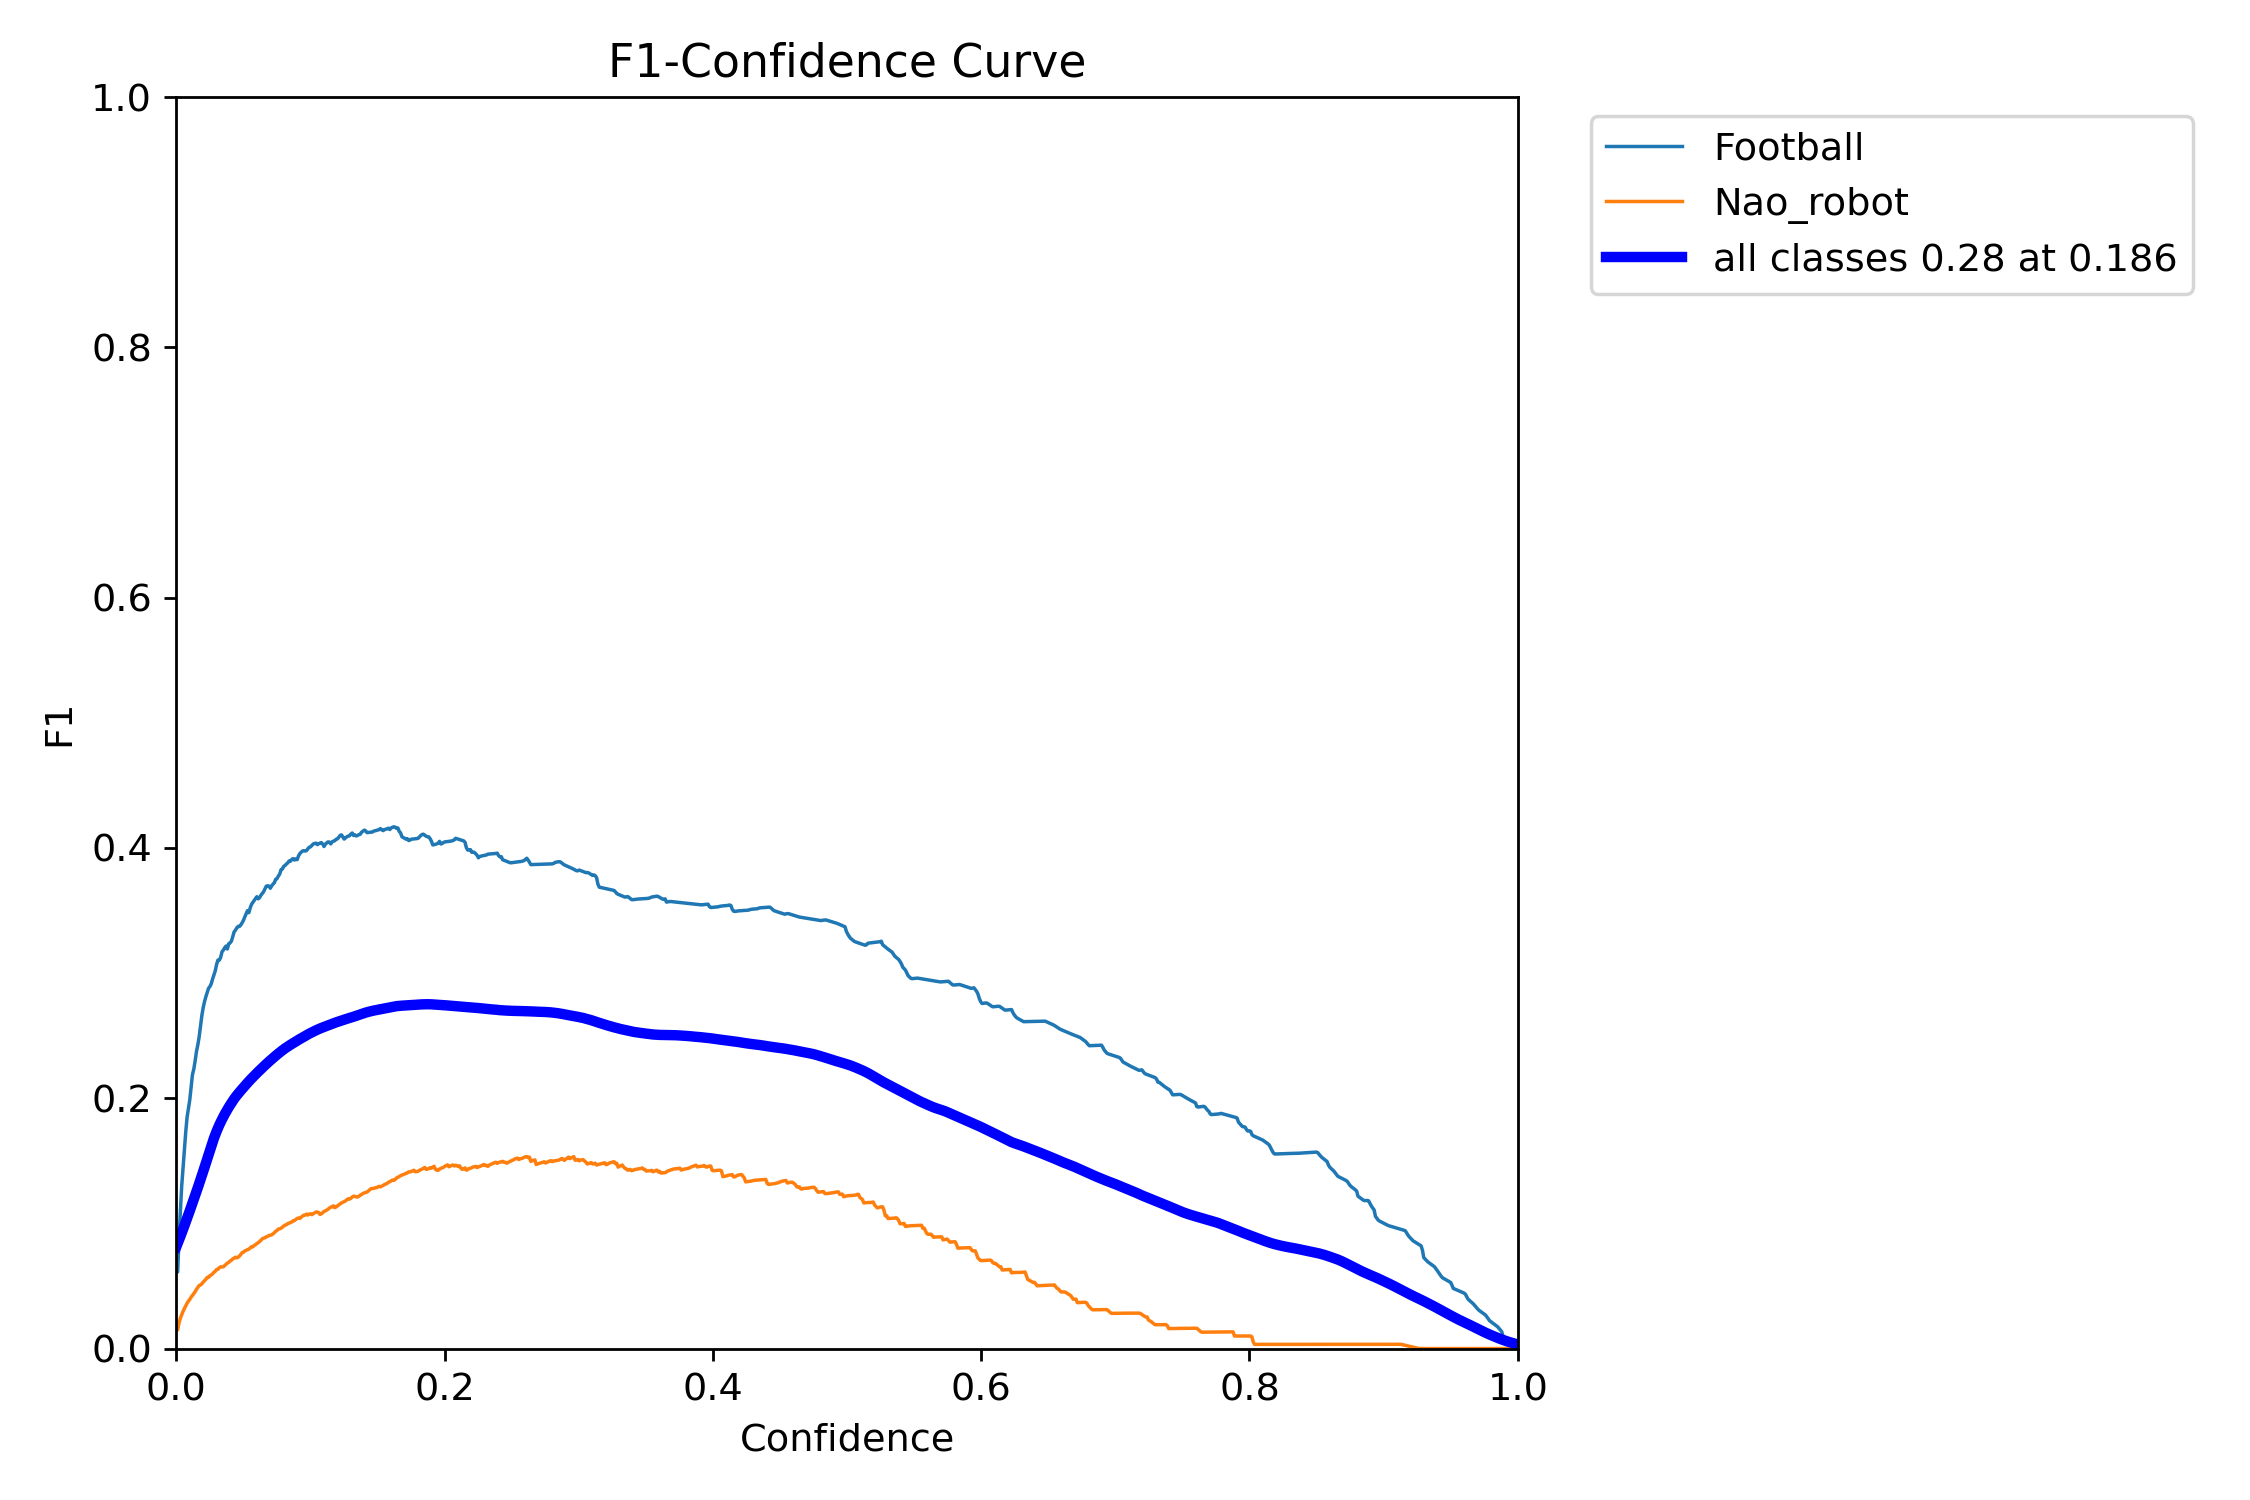 F1-Confidence Curve
1.0
0.8
0.6
0.4
0.2
0.0
F1
0.0 0.2 0.4 0.6 0.8 1.0
Confidence
Football
Nao_robot
all classes 0.28 at 0.186